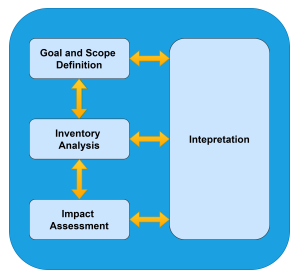 Goal and Scope
Definition
Inventory
Analysis
Intepretation
Impact
Assessment